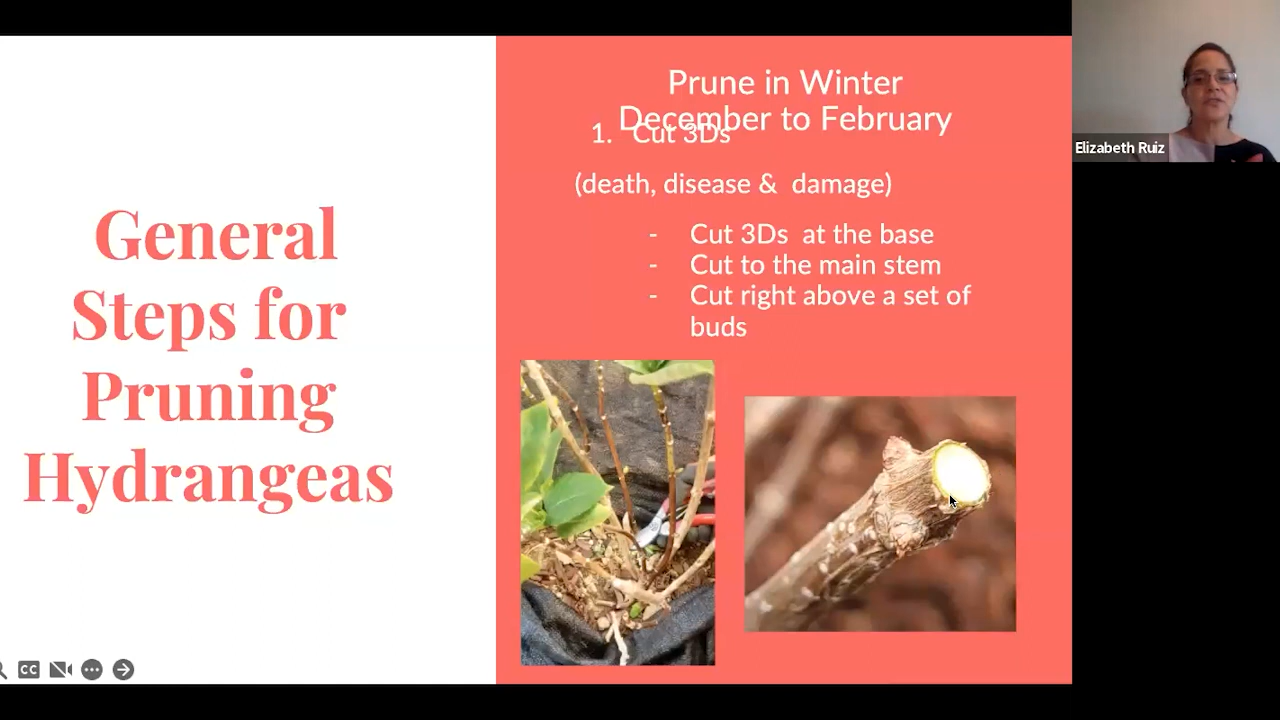 General
Steps for
Pruning
Hydrangeas
Prune in Winter
December to February
1. Cut 3Ds
(death, disease & damage)
- Cut 3Ds at the base
- Cut to the main stem
- Cut right above a set of
buds
Elizabeth Ruiz
CC